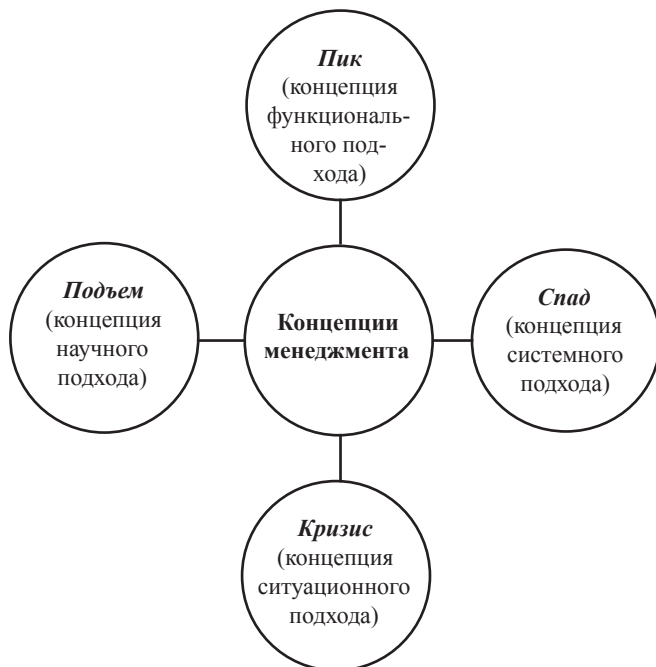 Пик
(концепция
функциональ-
ного под-
хода)
Подъем
(концепция
научного
подхода)
Концепции
менеджмента
Спад
(концепция
системного
подхода)
Кризис
(концепция
ситуационного
подхода)